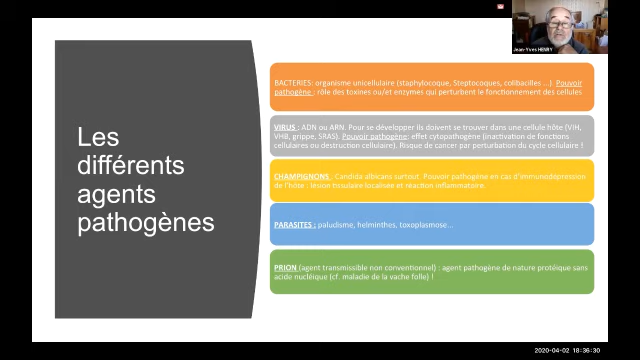 Jean-Yves HENRY
Les
différents
agents
pathogènes
BACTERIES: organisme unicellulaire (staphylocoque, Steptocoques, colibacilles ...). Pouvoir
pathogène : rôle des toxines ou/et enzymes qui perturbent le fonctionnement des cellules
VIRUS : ADN ou ARN. Pour se développer ils doivent se trouver dans une cellule hôte (VIH,
VHB, grippe, SRAS). Pouvoir pathogène: effet cytopathogène (inactivation de fonctions
cellulaires ou destruction cellulaire). Risque de cancer par perturbation du cycle cellulaire !
CHAMPIGNONS : Candida albicans surtout. Pouvoir pathogène en cas d'immunodépression
de l'hôse : lésion tissulaire localisée et réaction inflammatoire.
PARASITES : paludisme, helminthes, toxoplasmose...
PRION (agent transmissible non conventionnel) : agent pathogène de nature protéique sans
acide nucléique (cf. maladie de la vache folle) !
2020-04-02 18:36:30